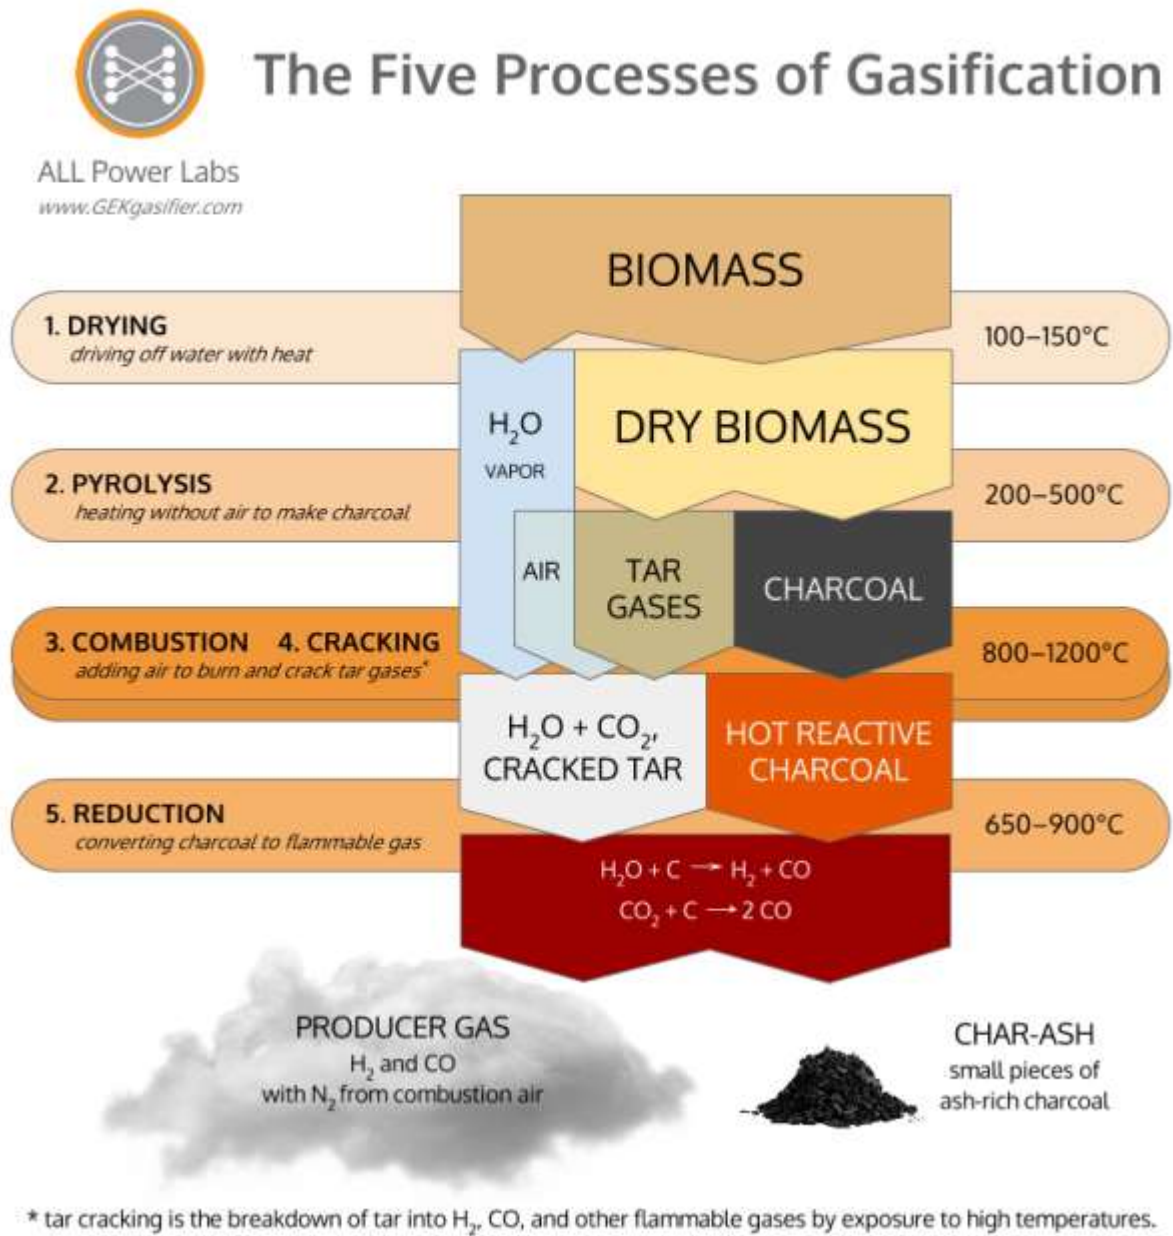 The Five Processes of Gasification
ALL Power Labs
www.GEKgasifier.com
BIOMASS
1. DRYING
driving off water with heat
100–150°C
H₂O
VAPOR
DRY BIOMASS
2. PYROLYSIS
heating without air to make charcoal
200–500°C
AIR
TAR
GASES
CHARCOAL
3. COMBUSTION 4. CRACKING
adding air to burn and crack tar gases*
800–1200°C
H₂O + CO₂,
CRACKED TAR
HOT REACTIVE
CHARCOAL
5. REDUCTION
converting charcoal to flammable gas
650–900°C
H₂O + C → H₂ + CO
CO₂ + C → 2 CO
PRODUCER GAS
H₂ and CO
with N₂ from combustion air
CHAR-ASH
small pieces of
ash-rich charcoal
* tar cracking is the breakdown of tar into H₂, CO, and other flammable gases by exposure to high temperatures.